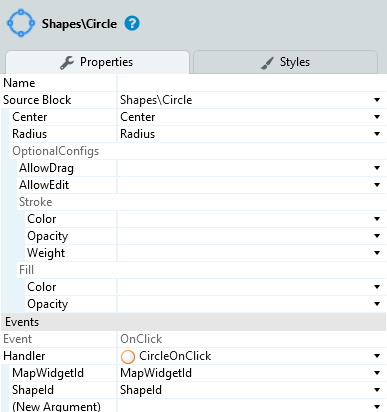 Shapes\Circle ?
Properties Styles
Name
Source Block Shapes\Circle
Center Center
Radius Radius
OptionalConfigs
AllowDrag
AllowEdit
Stroke
Color
Opacity
Weight
Fill
Color
Opacity
Events
Event OnClick
Handler CircleOnClick
MapWidgetId MapWidgetId
ShapeId ShapeId
(New Argument)